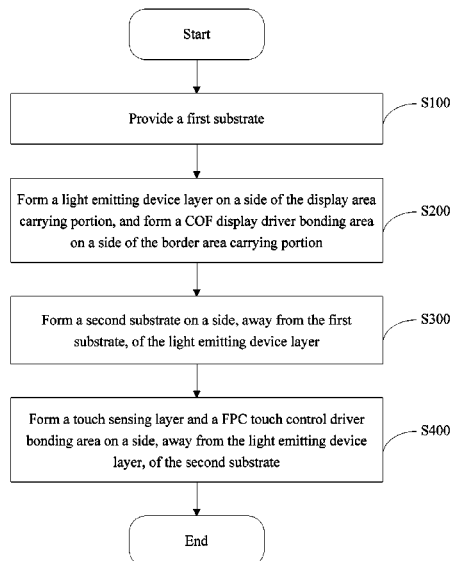 Start
Provide a first substrate
S100
Form a light emitting device layer on a side of the display area
carrying portion, and form a COF display driver bonding area
on a side of the border area carrying portion
S200
Form a second substrate on a side, away from the first
substrate, of the light emitting device layer
S300
Form a touch sensing layer and a FPC touch control driver
bonding area on a side, away from the light emitting device
layer, of the second substrate
S400
End